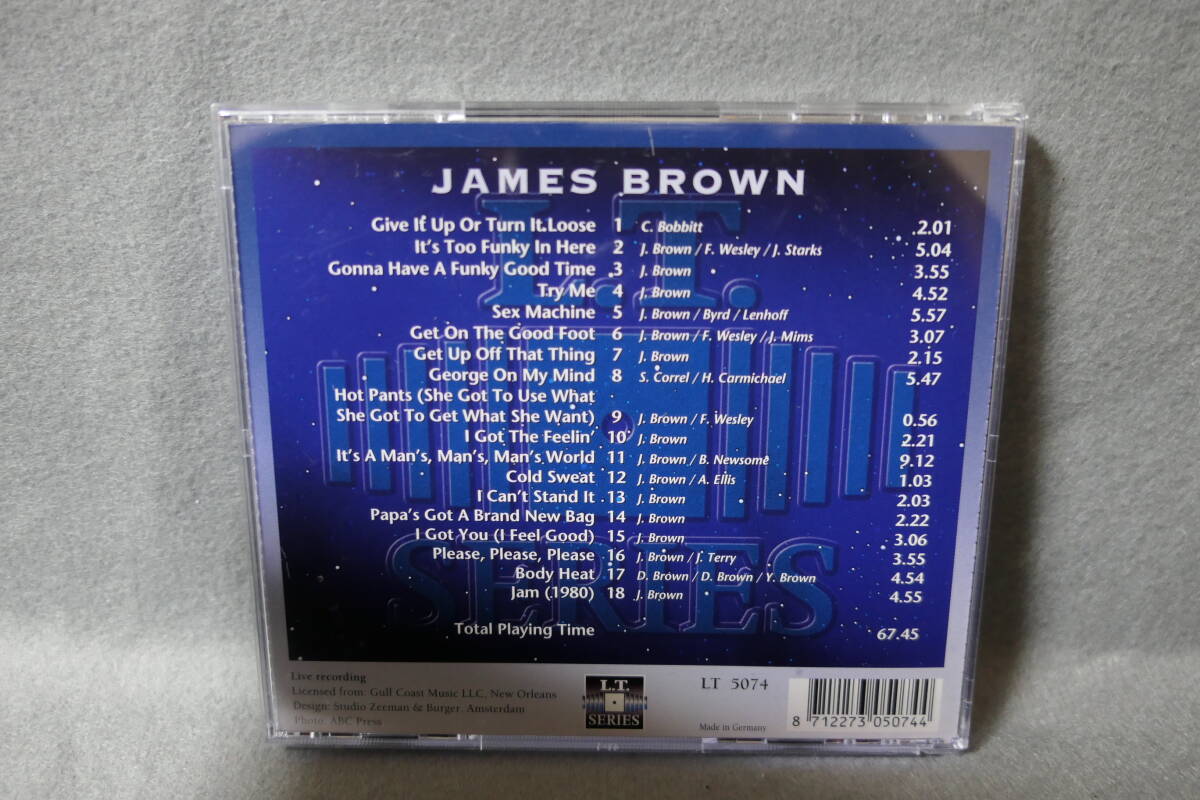 JAMES BROWN
Give It Up Or Turn It Loose 1 C. Bobbitt 2.01
It's Too Funky In Here 2 J. Brown / F. Wesley / J. Starks 5.04
Gonna Have A Funky Good Time 3 J. Brown 3.55
Try Me 4 J. Brown 4.52
Sex Machine 5 J. Brown / Byrd / Lenhoff 5.57
Get On The Good Foot 6 J. Brown / F. Wesley / J. Mims 3.07
Get Up Off That Thing 7 J. Brown 2.15
George On My Mind 8 S. Correl / H. Carmichael 5.47
Hot Pants (She Got To Use What
She Got To Get What She Want) 9 J. Brown / F. Wesley 0.56
I Got The Feelin' 10 J. Brown 2.21
It's A Man's, Man's, Man's World 11 J. Brown / B. Newsome 9.12
Cold Sweat 12 J. Brown / A. Ellis 1.03
I Can't Stand It 13 J. Brown 2.03
Papa's Got A Brand New Bag 14 J. Brown 2.22
I Got You (I Feel Good) 15 J. Brown 3.06
Please, Please, Please 16 J. Brown / J. Terry 3.55
Body Heat 17 D. Brown / D. Brown / Y. Brown 4.54
Jam (1980) 18 J. Brown 4.55
Total Playing Time 67.45
L.T.
SERIES
Live recording
Licensed from: Gulf Coast Music LLC, New Orleans
Design: Studio Zeeman & Burger. Amsterdam
Photo: ABC Press
L.T.
SERIES
LT 5074
Made in Germany
8 712273 050744